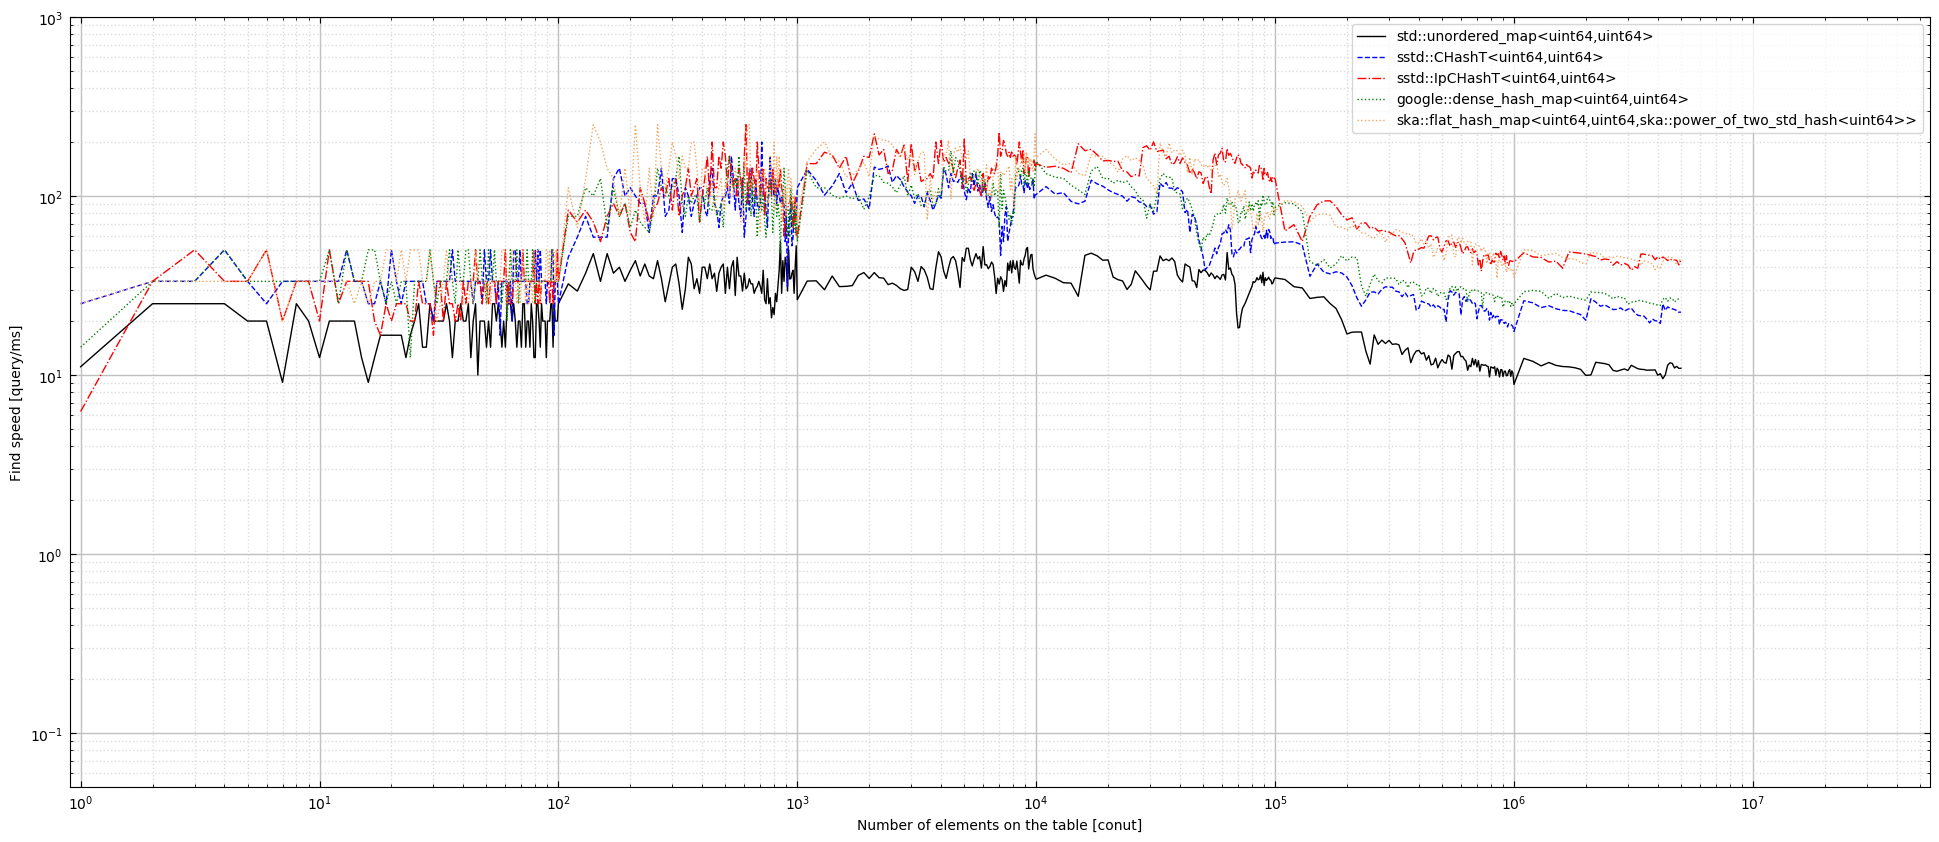 10³
10²
10¹
10⁰
10⁻¹
Find speed [query/ms]
std::unordered_map<uint64,uint64>
sstd::CHashT<uint64,uint64>
sstd::IpCHashT<uint64,uint64>
google::dense_hash_map<uint64,uint64>
ska::flat_hash_map<uint64,uint64,ska::power_of_two_std_hash<uint64>>
10⁰ 10¹ 10² 10³ 10⁴ 10⁵ 10⁶ 10⁷
Number of elements on the table [conut]